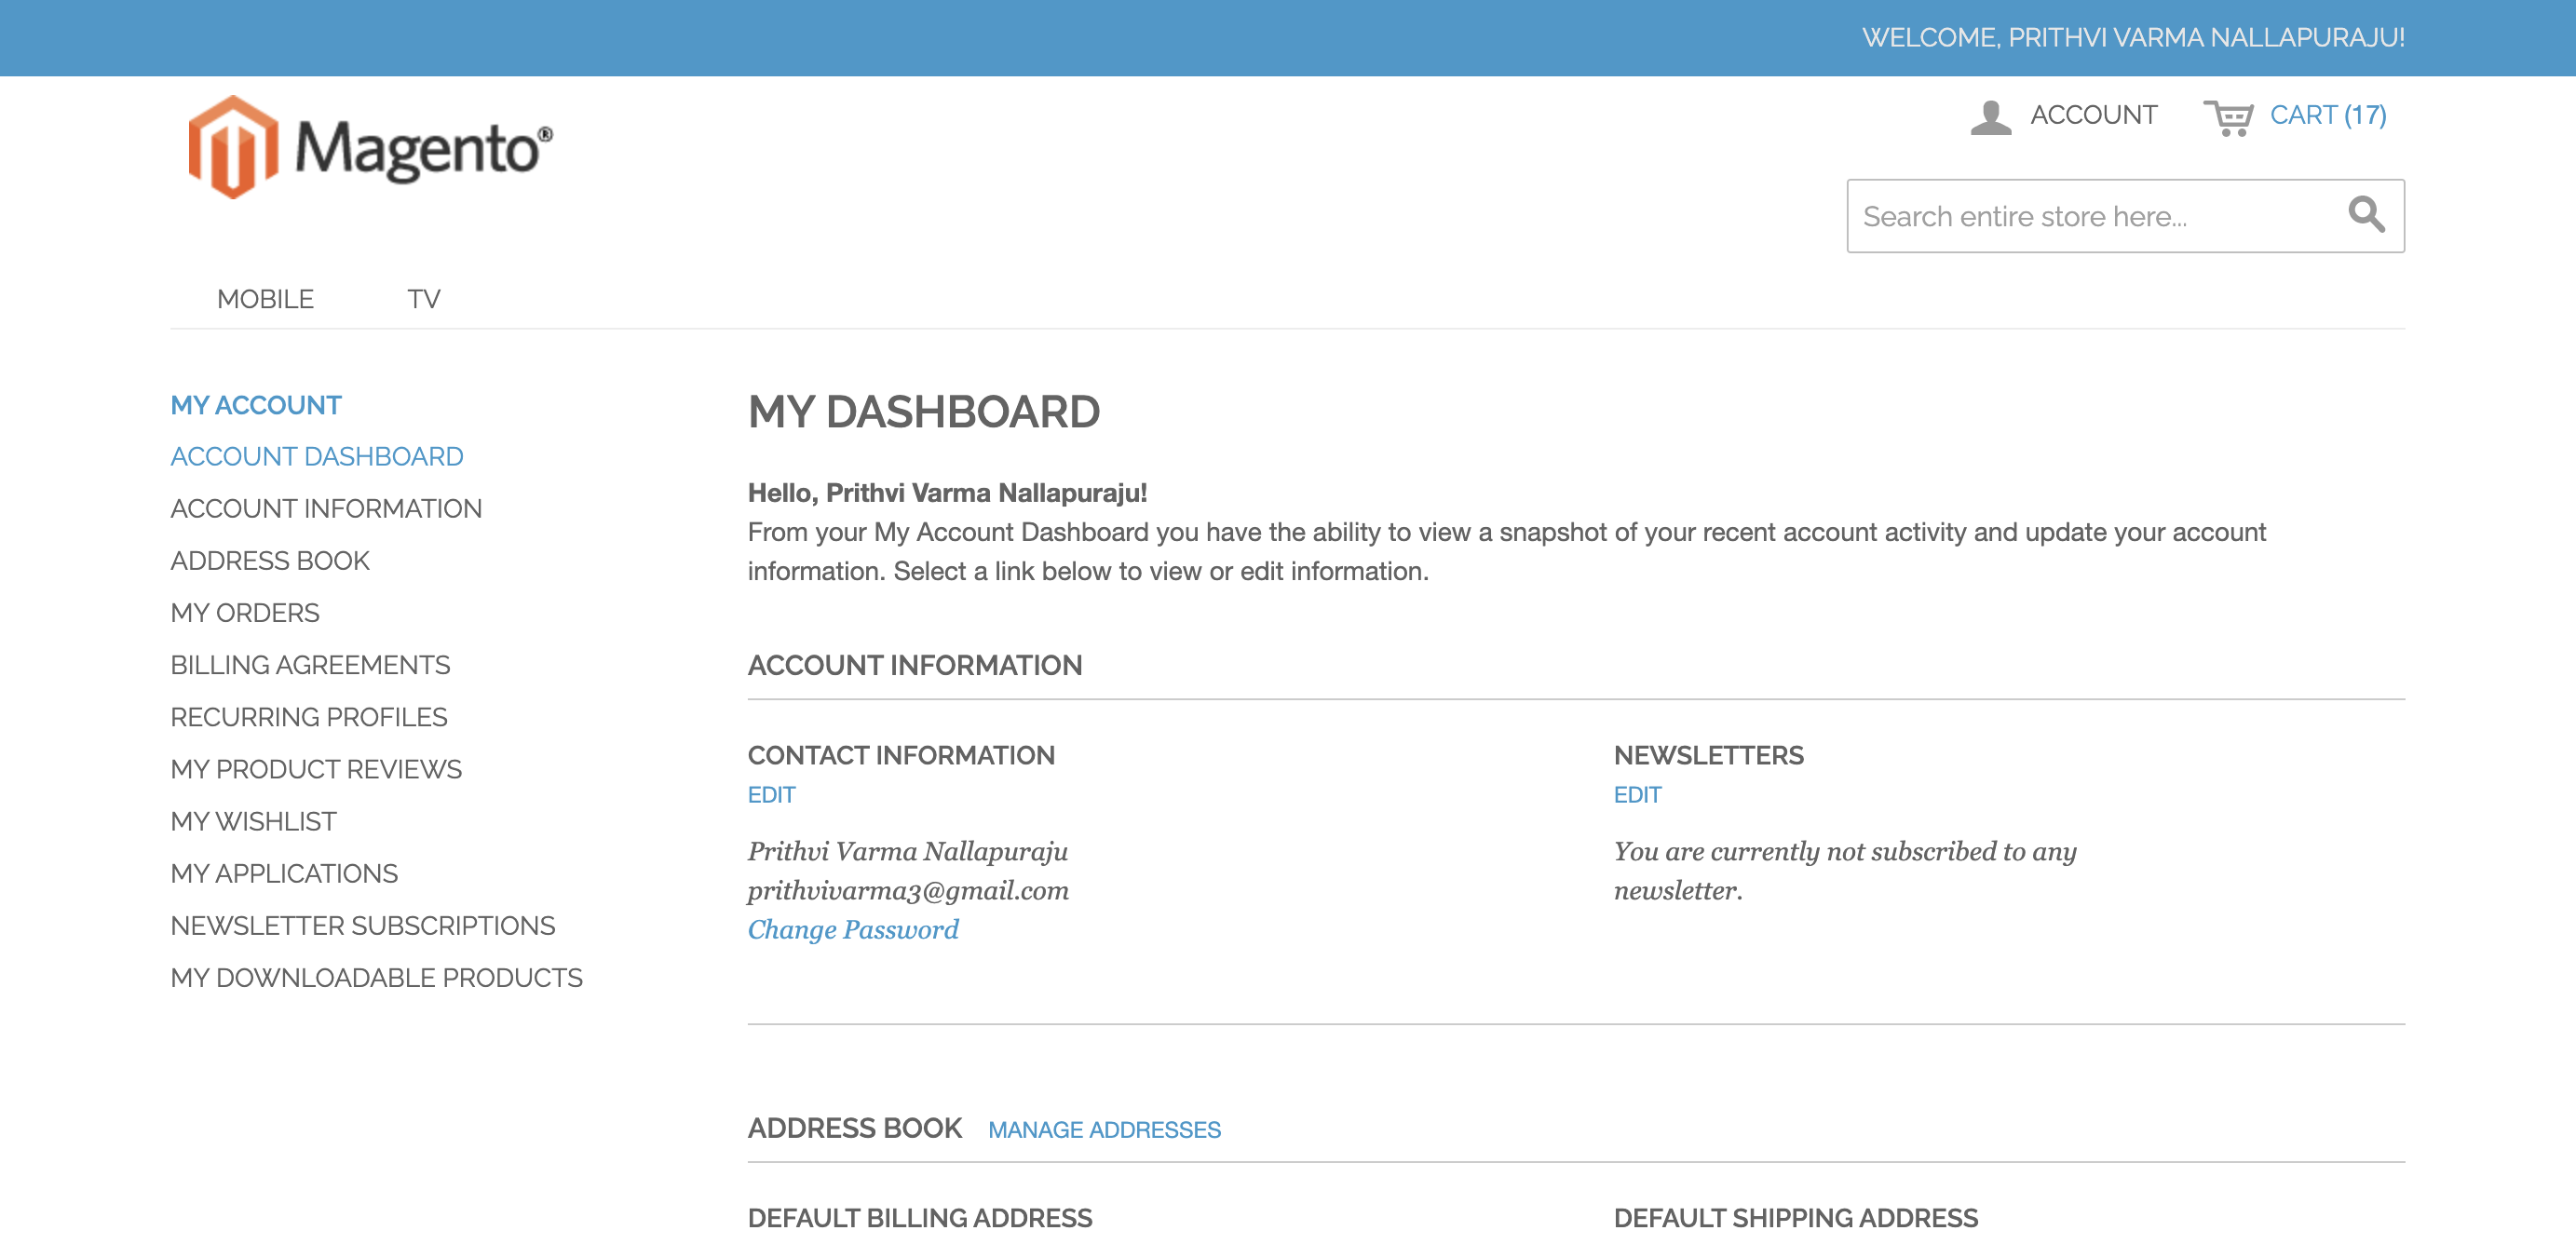 WELCOME, PRITHVI VARMA NALLAPURAJU!
Magento®
ACCOUNT
CART (17)
Search entire store here...
MOBILE
TV
MY ACCOUNT
ACCOUNT DASHBOARD
ACCOUNT INFORMATION
ADDRESS BOOK
MY ORDERS
BILLING AGREEMENTS
RECURRING PROFILES
MY PRODUCT REVIEWS
MY WISHLIST
MY APPLICATIONS
NEWSLETTER SUBSCRIPTIONS
MY DOWNLOADABLE PRODUCTS
MY DASHBOARD
Hello, Prithvi Varma Nallapuraju!
From your My Account Dashboard you have the ability to view a snapshot of your recent account activity and update your account
information. Select a link below to view or edit information.
ACCOUNT INFORMATION
CONTACT INFORMATION
EDIT
Prithvi Varma Nallapuraju
prithvivarma3@gmail.com
Change Password
NEWSLETTERS
EDIT
You are currently not subscribed to any
newsletter.
ADDRESS BOOK MANAGE ADDRESSES
DEFAULT BILLING ADDRESS
DEFAULT SHIPPING ADDRESS